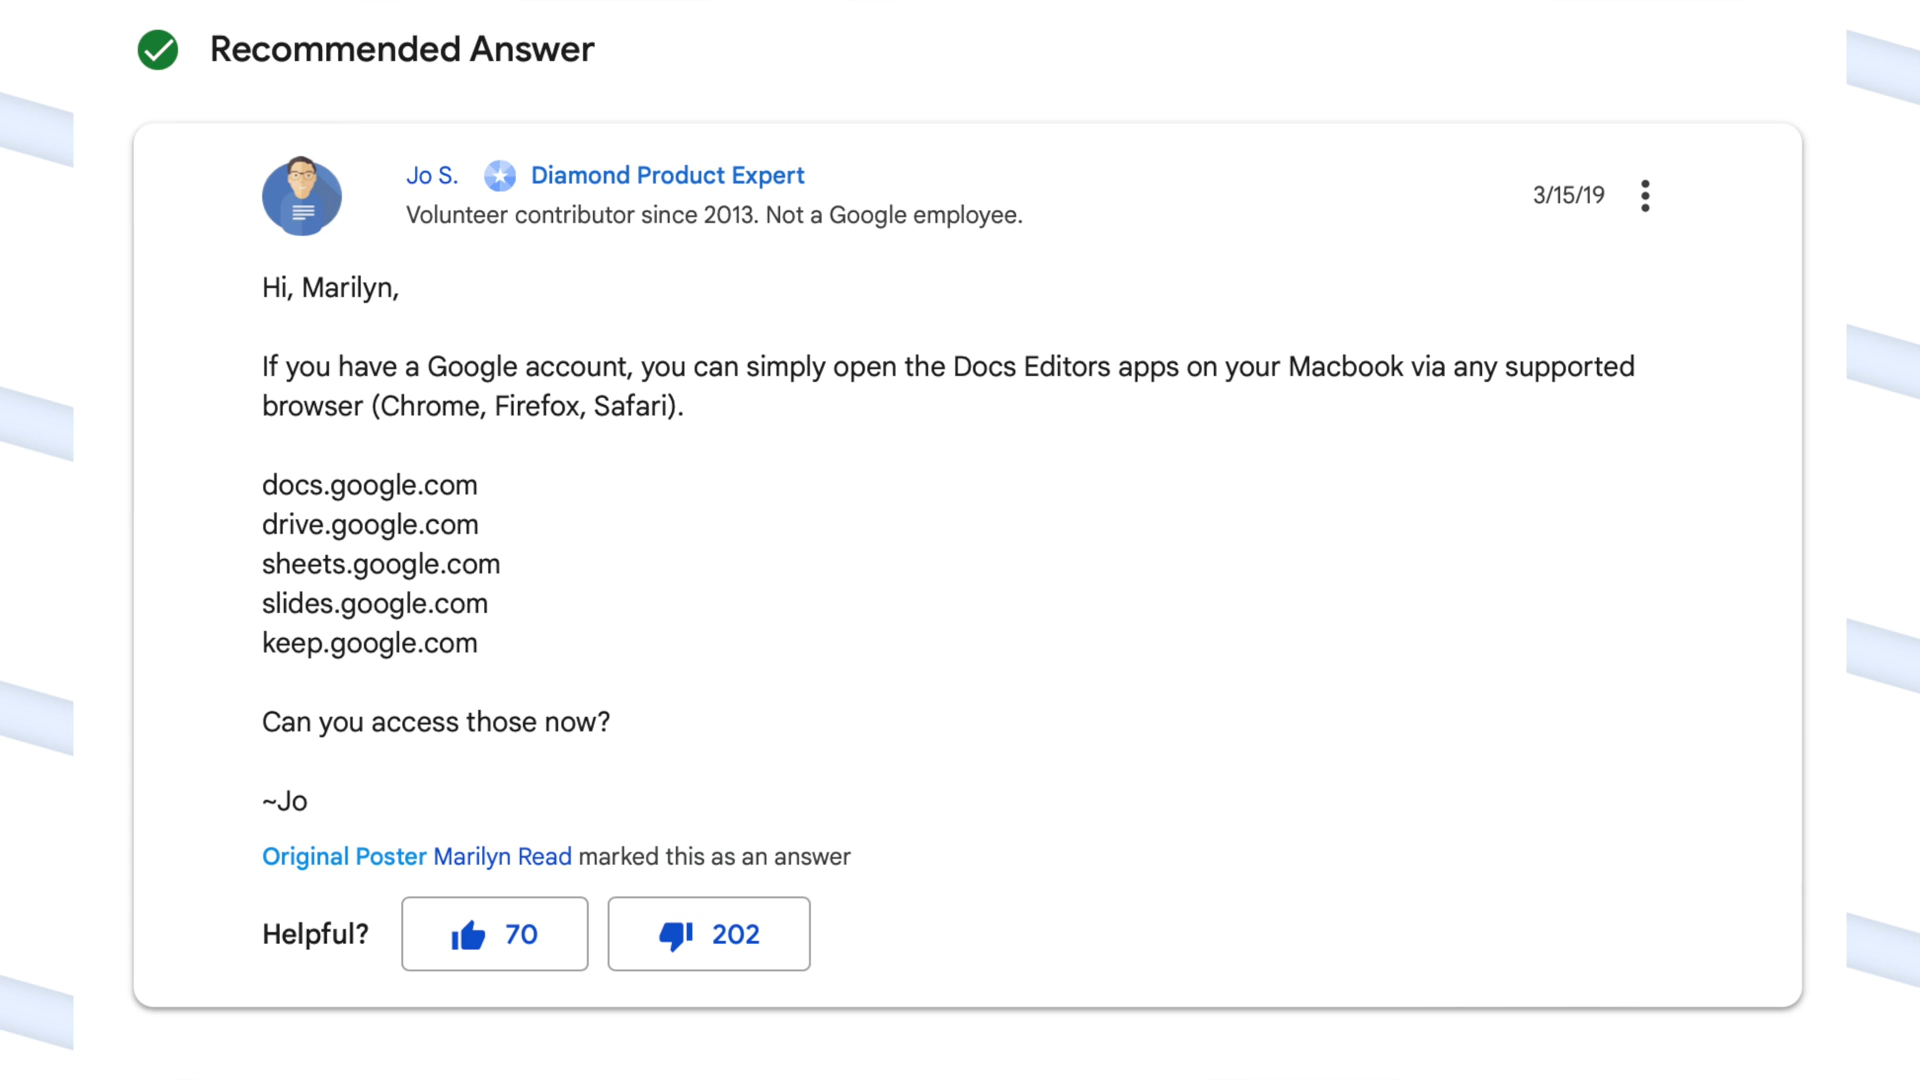 Recommended Answer
Jo S. Diamond Product Expert
Volunteer contributor since 2013. Not a Google employee.
3/15/19
Hi, Marilyn,
If you have a Google account, you can simply open the Docs Editors apps on your Macbook via any supported
browser (Chrome, Firefox, Safari).
docs.google.com
drive.google.com
sheets.google.com
slides.google.com
keep.google.com
Can you access those now?
~Jo
Original Poster Marilyn Read marked this as an answer
Helpful? 70 202